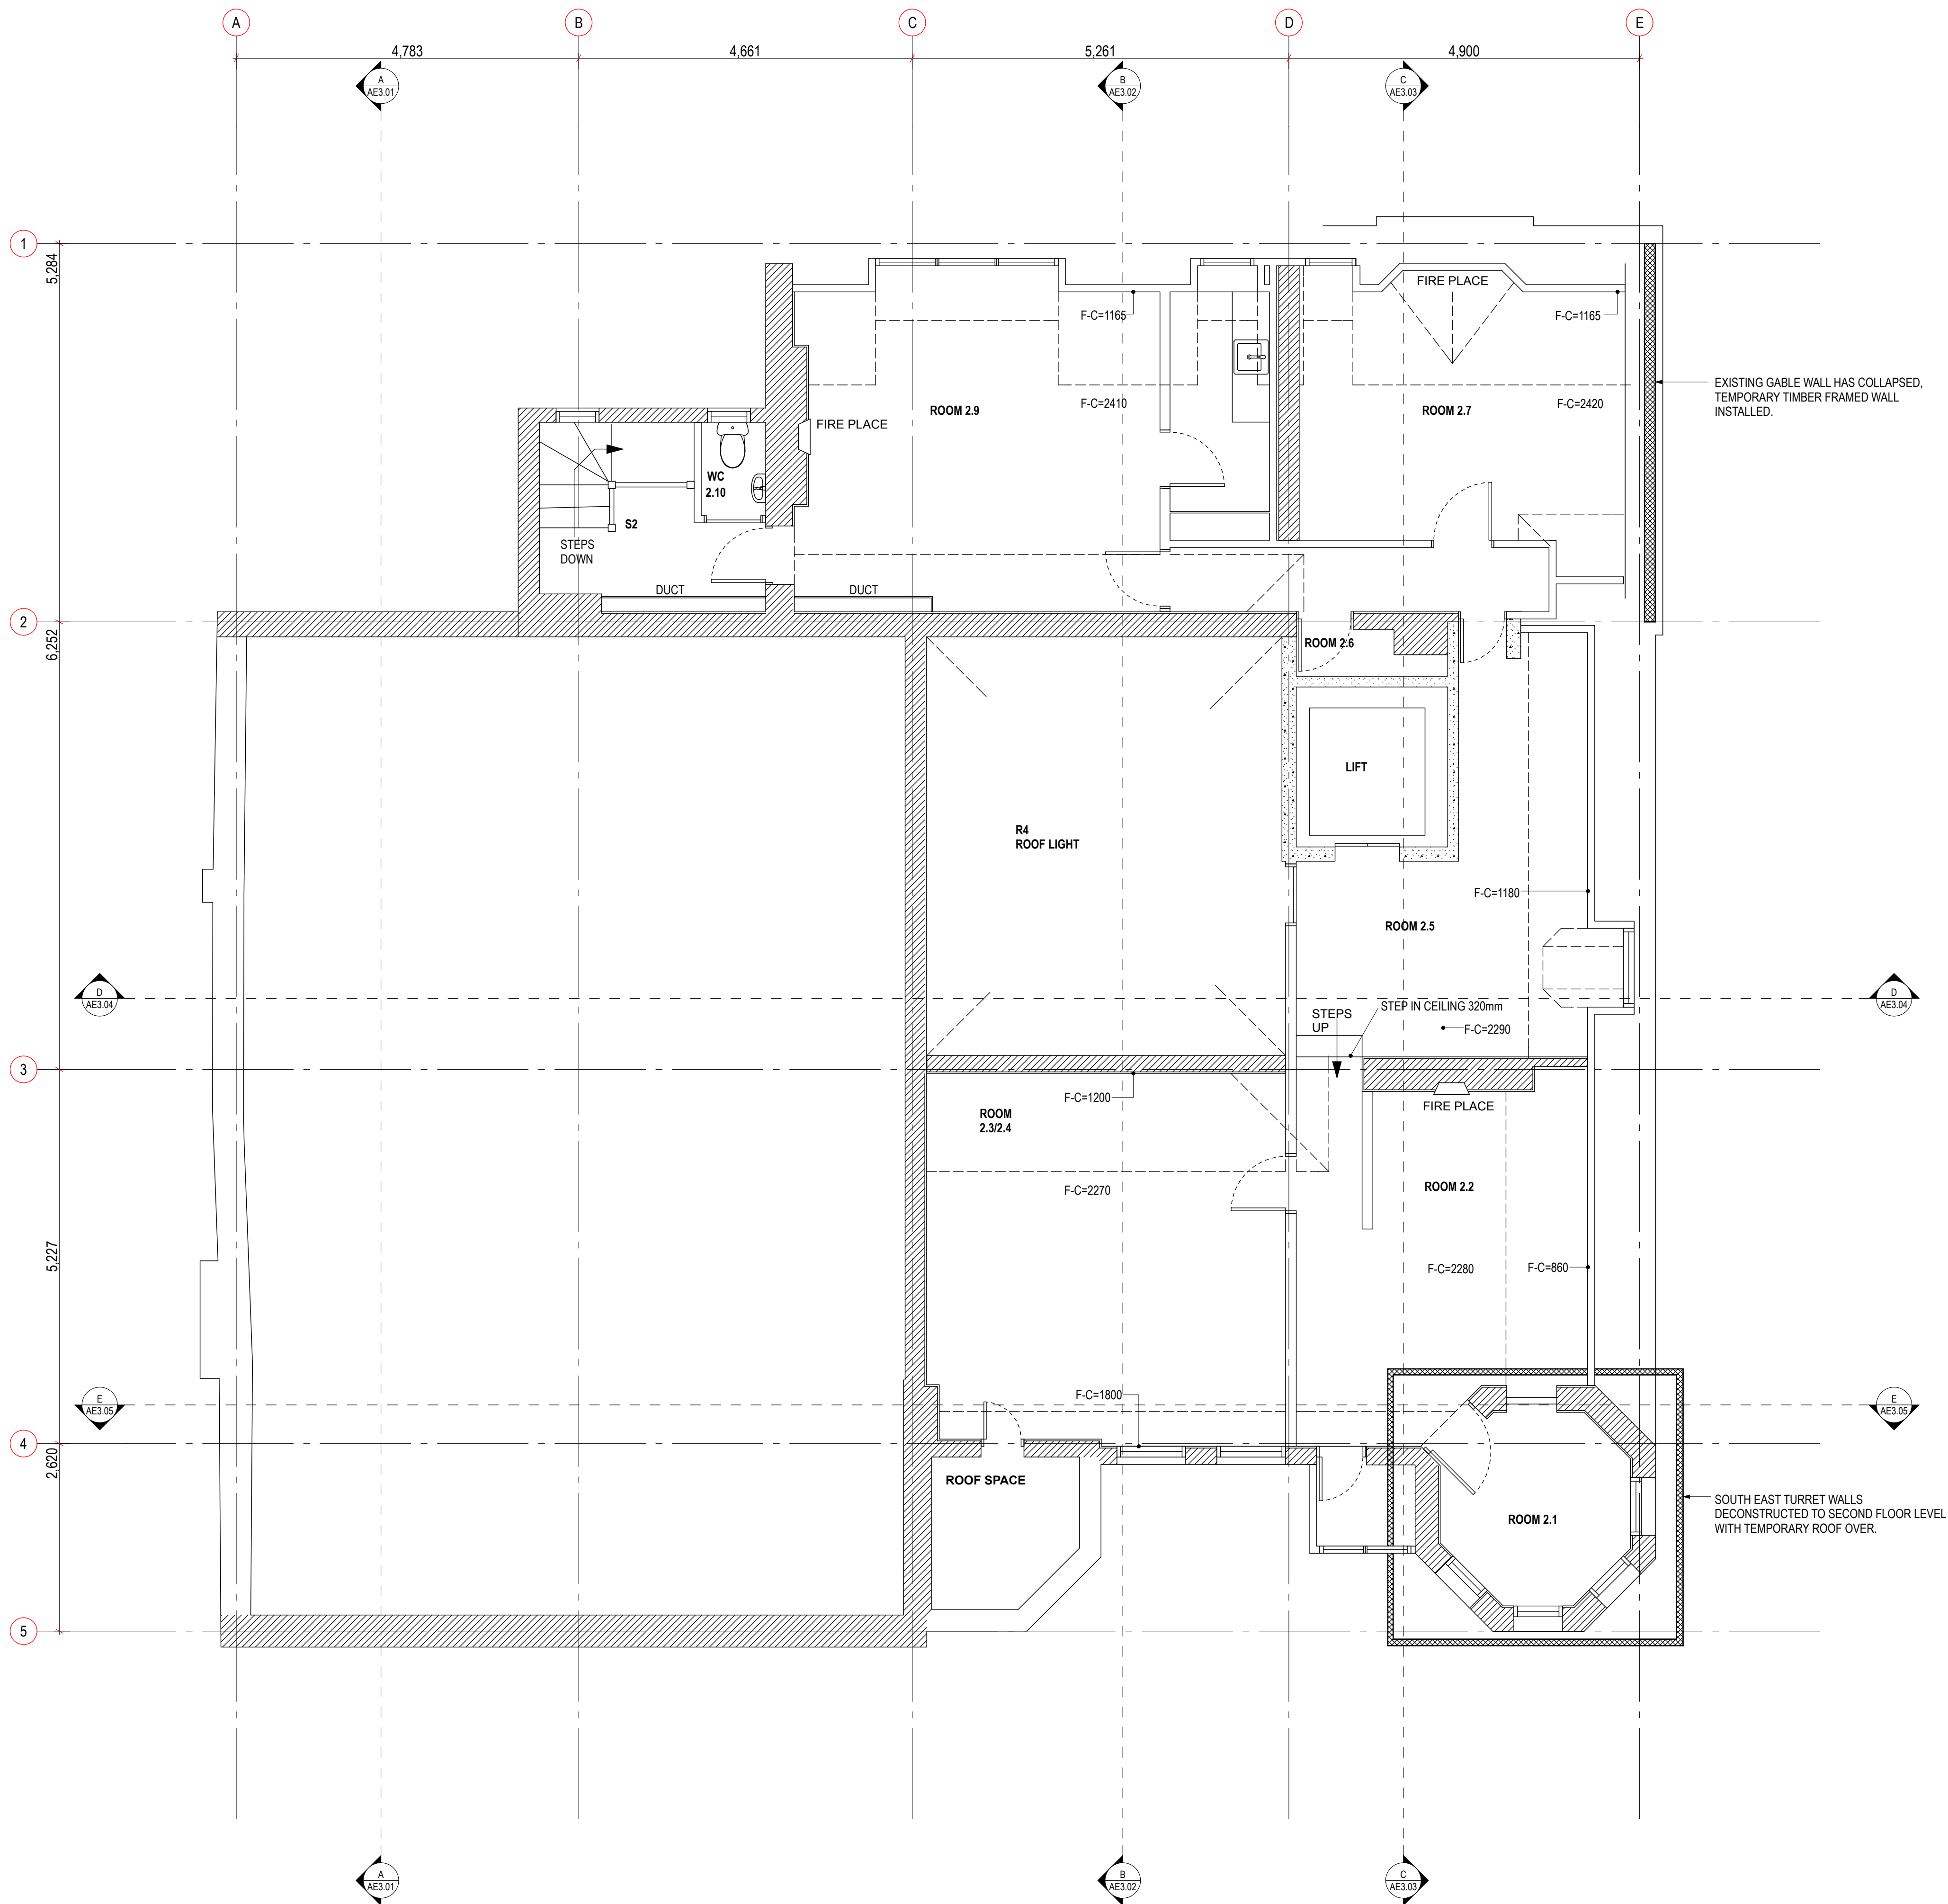 A
B
C
D
E
4,783
4,661
5,261
4,900
A
AE3.01
B
AE3.02
C
AE3.03
1
5,284
FIRE PLACE
F-C=1165
F-C=1165
EXISTING GABLE WALL HAS COLLAPSED,
TEMPORARY TIMBER FRAMED WALL
INSTALLED.
ROOM 2.9
F-C=2410
ROOM 2.7
F-C=2420
FIRE PLACE
WC
2.10
S2
STEPS
DOWN
DUCT
DUCT
2
6,252
ROOM 2.6
LIFT
R4
ROOF LIGHT
F-C=1180
ROOM 2.5
D
AE3.04
D
AE3.04
STEP IN CEILING 320mm
STEPS
UP
F-C=2290
3
F-C=1200
ROOM
2.3/2.4
FIRE PLACE
F-C=2270
ROOM 2.2
5,227
F-C=2280
F-C=860
F-C=1800
E
AE3.05
E
AE3.05
4
2,620
ROOF SPACE
ROOM 2.1
SOUTH EAST TURRET WALLS
DECONSTRUCTED TO SECOND FLOOR LEVEL
WITH TEMPORARY ROOF OVER.
5
A
AE3.01
B
AE3.02
C
AE3.03